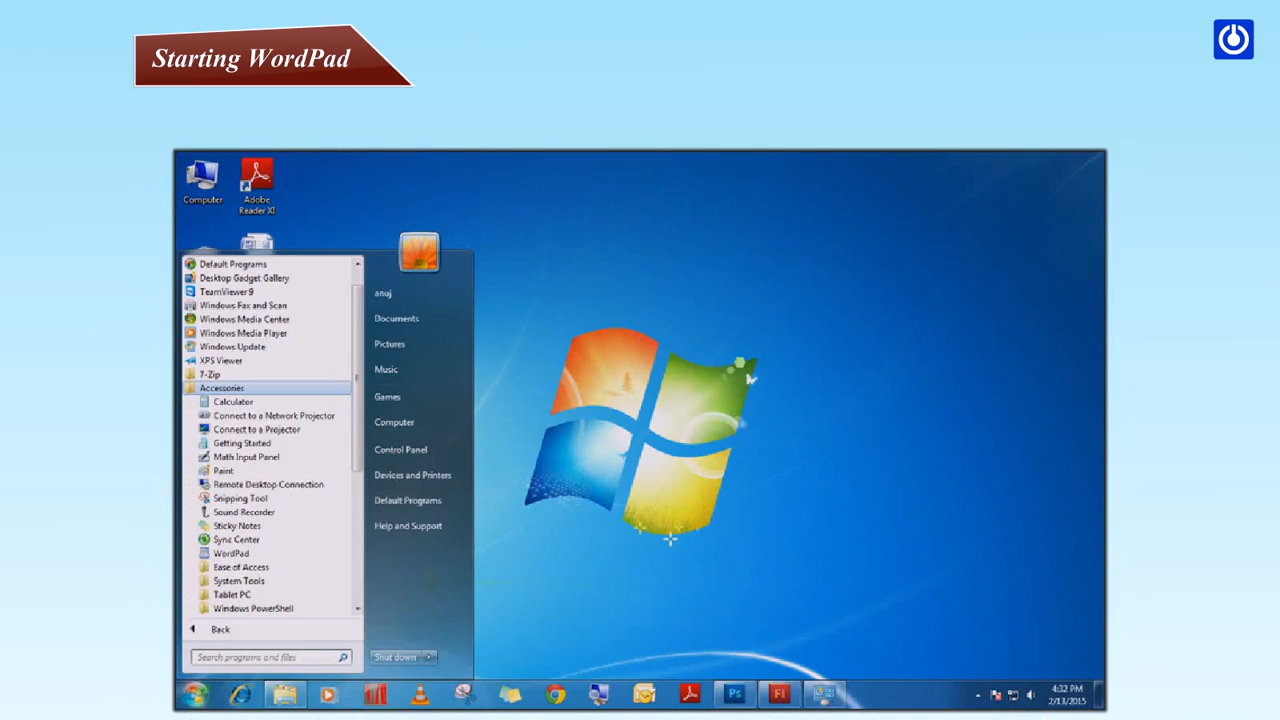 Starting WordPad
Computer
Adobe
Reader XI
Default Programs
Desktop Gadget Gallery
TeamViewer 9
Windows Fax and Scan
Windows Media Center
Windows Media Player
Windows Update
XPS Viewer
7-Zip
Accessories
Calculator
Connect to a Network Projector
Connect to a Projector
Getting Started
Math Input Panel
Paint
Remote Desktop Connection
Snipping Tool
Sound Recorder
Sticky Notes
Sync Center
WordPad
Ease of Access
System Tools
Tablet PC
Windows PowerShell
Back
Search programs and files
anuj
Documents
Pictures
Music
Games
Computer
Control Panel
Devices and Printers
Default Programs
Help and Support
Shut down
Ps
Fl
4:32 PM
2/13/2015